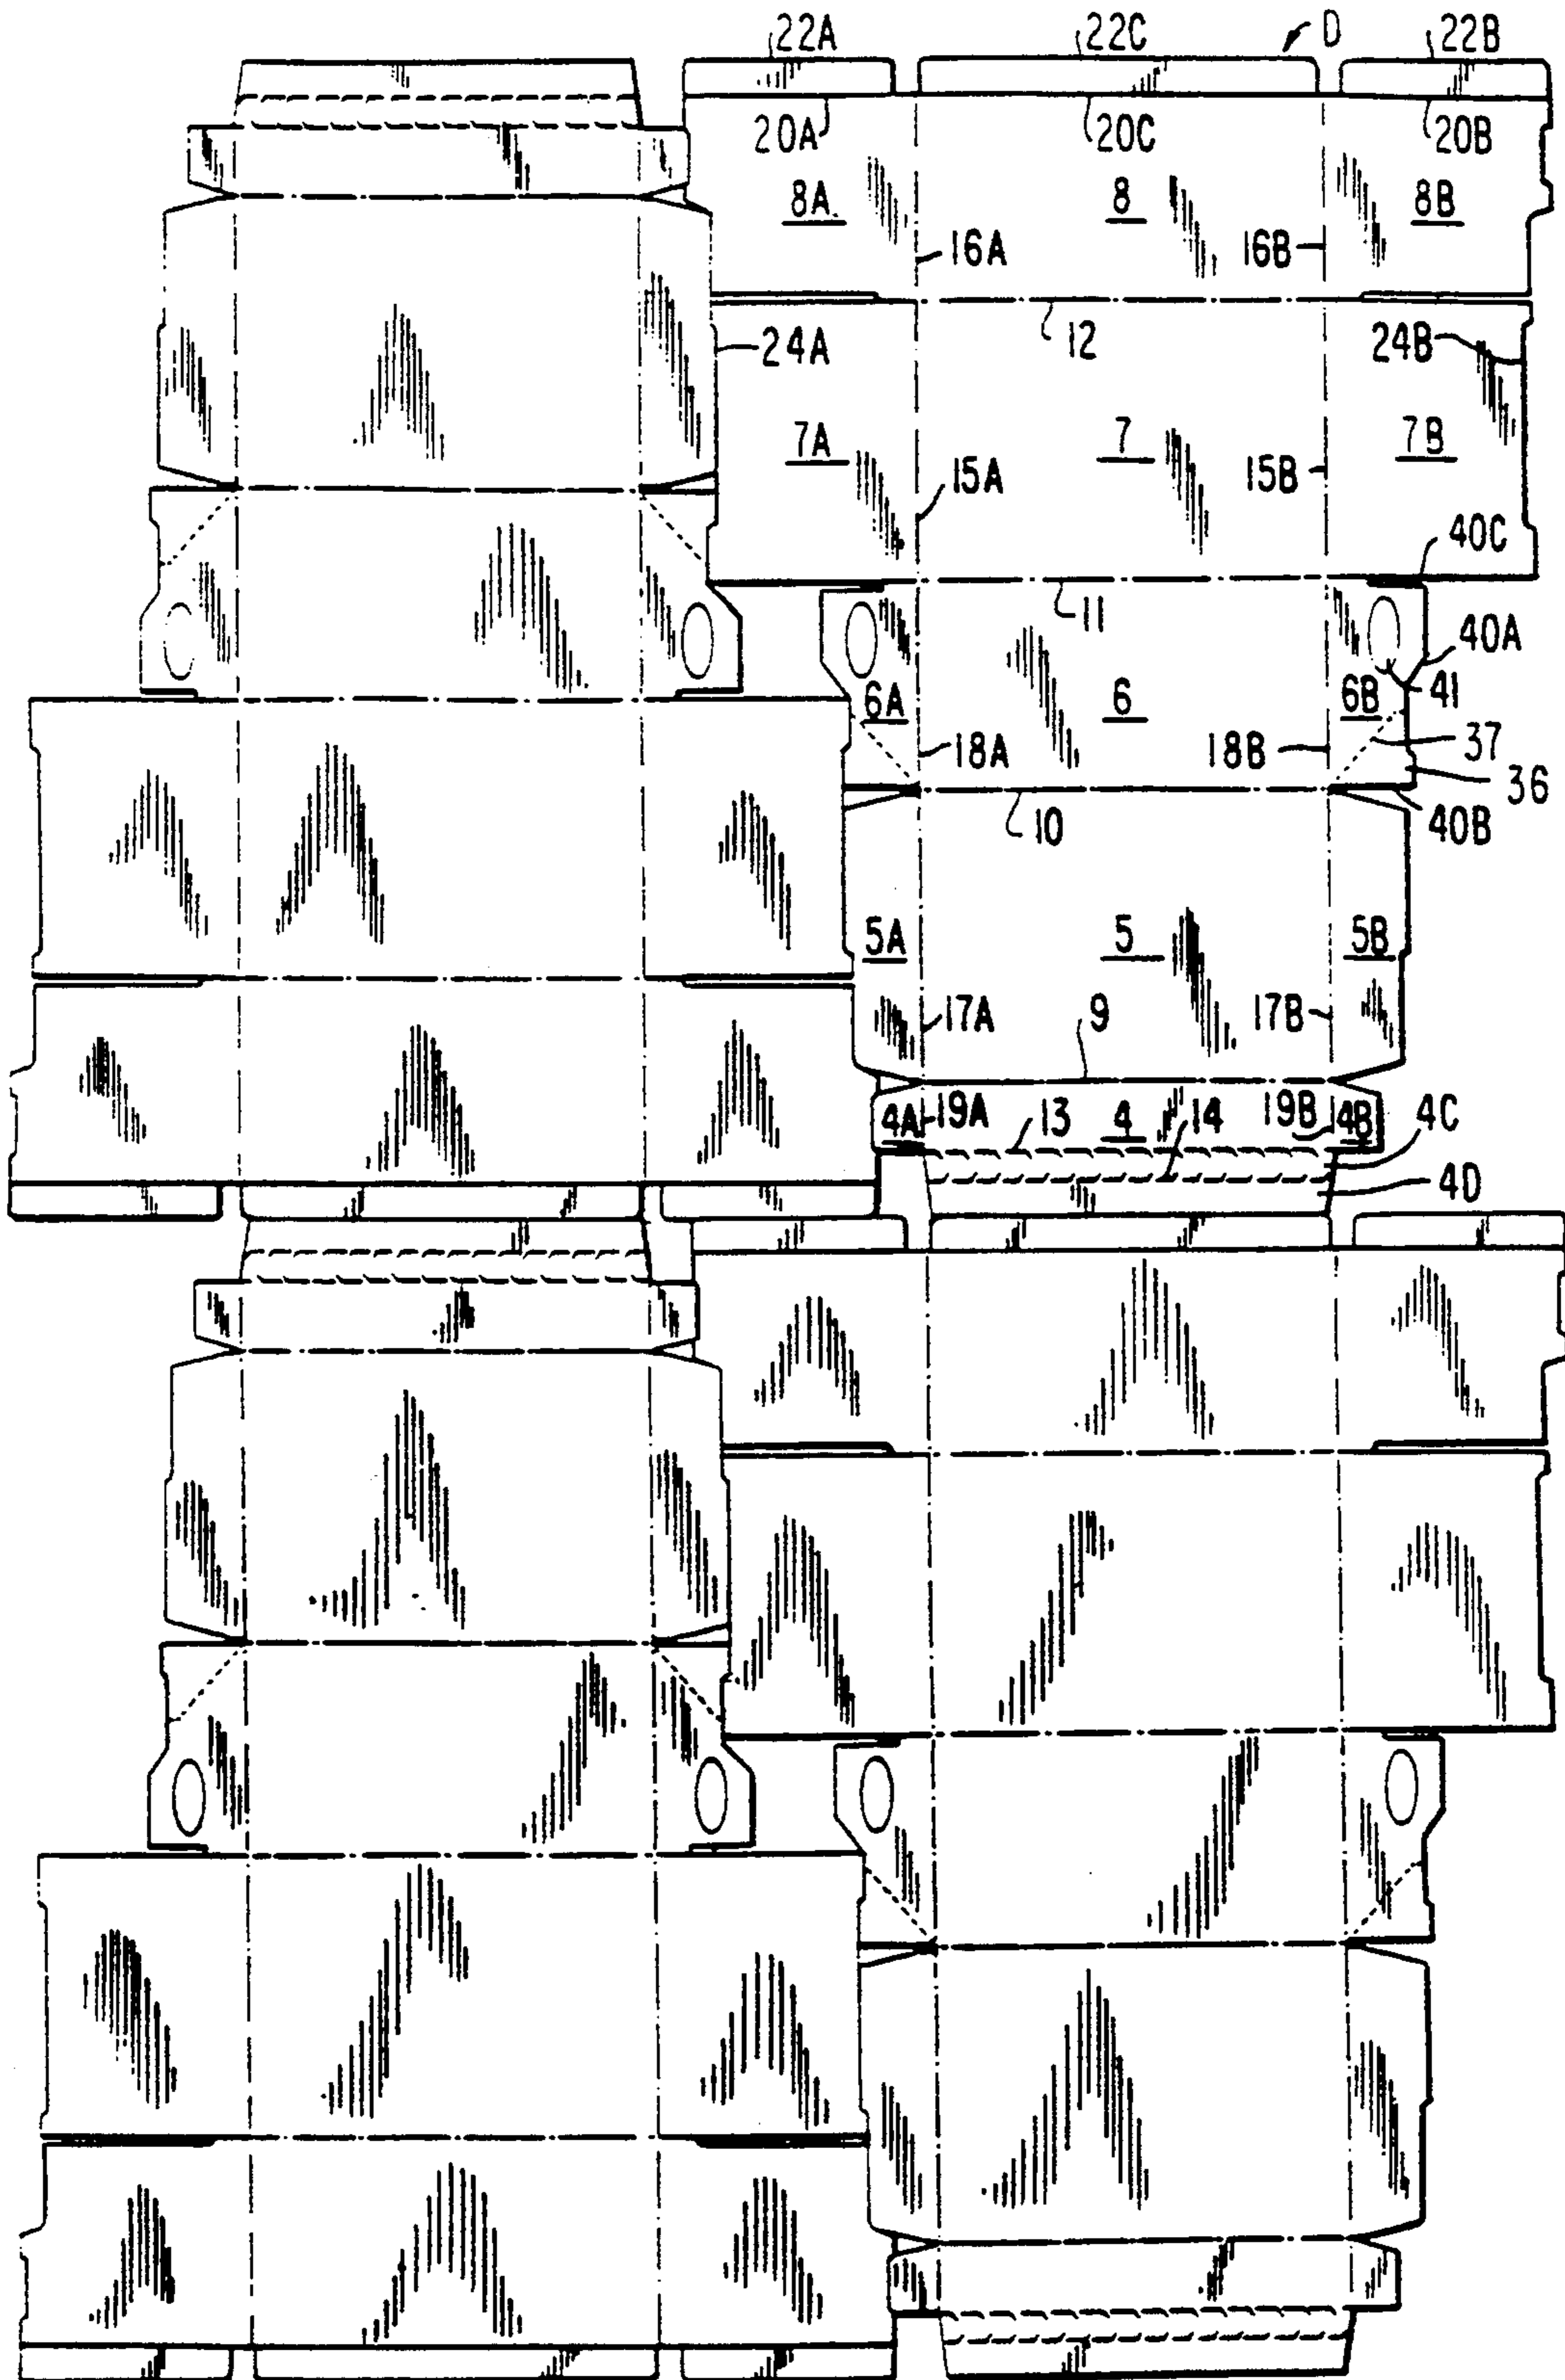 22A 22C D 22B
20A 20C 20B
8A 8 8B
16A 16B
12 24A 24B
7A 7 7B
15A 15B
40C
11
40A
6A 6 6B 41
18A 18B 37
36
10 40B
5A 5 5B
17A 9 17B
4A 19A 13 4 14 19B 4B 4C
4D